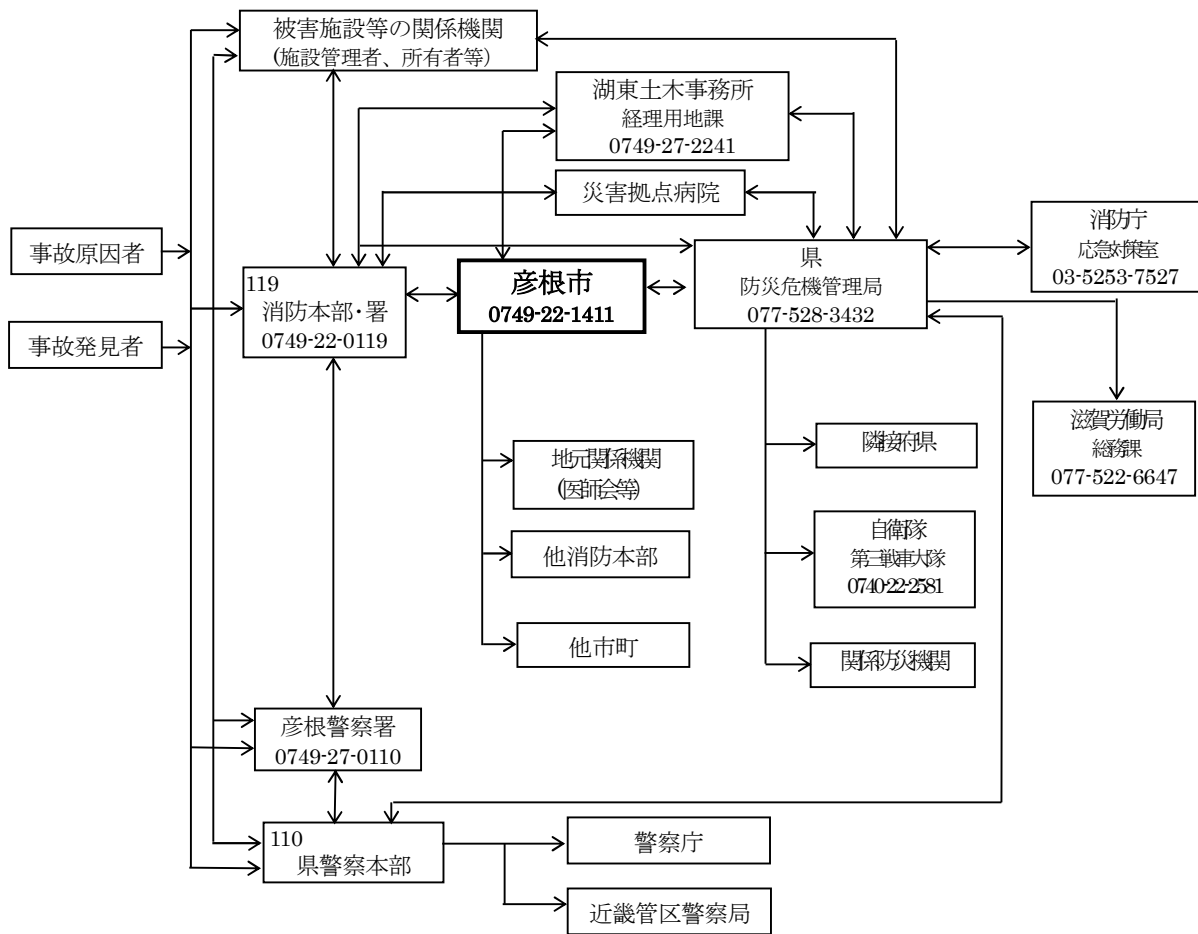 被害施設等の関係機関
(施設管理者、所有者等)
湖東土木事務所
経理用地課
0749-27-2241
災害拠点病院
事故原因者
事故発見者
119
消防本部・署
0749-22-0119
彦根市
0749-22-1411
県
防災危機管理局
077-528-3432
消防庁
応急対策室
03-5253-7527
滋賀労働局
総務課
077-522-6647
地元関係機関
(医師会等)
他消防本部
他市町
隣接府県
自衛隊
第三戦車大隊
0740-22-2581
関係防災機関
彦根警察署
0749-27-0110
110
県警察本部
警察庁
近畿管区警察局